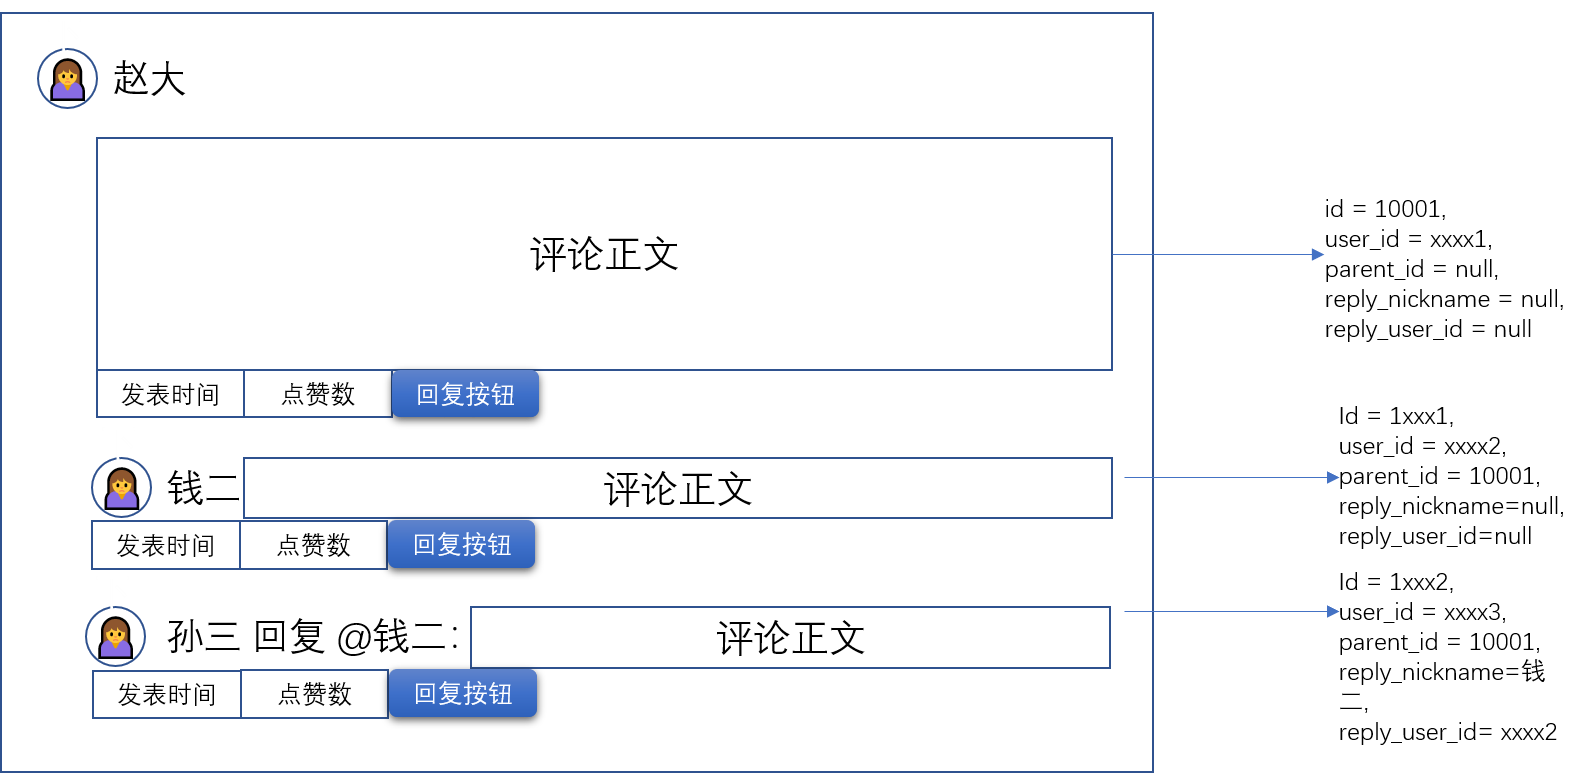 赵大
评论正文
发表时间
点赞数
回复按钮
id = 10001,
user_id = xxxx1,
parent_id = null,
reply_nickname = null,
reply_user_id = null
钱二
评论正文
发表时间
点赞数
回复按钮
Id = 1xxx1,
user_id = xxxx2,
parent_id = 10001,
reply_nickname=null,
reply_user_id=null
孙三 回复 @钱二：
评论正文
发表时间
点赞数
回复按钮
Id = 1xxx2,
user_id = xxxx3,
parent_id = 10001,
reply_nickname=钱
二,
reply_user_id= xxxx2